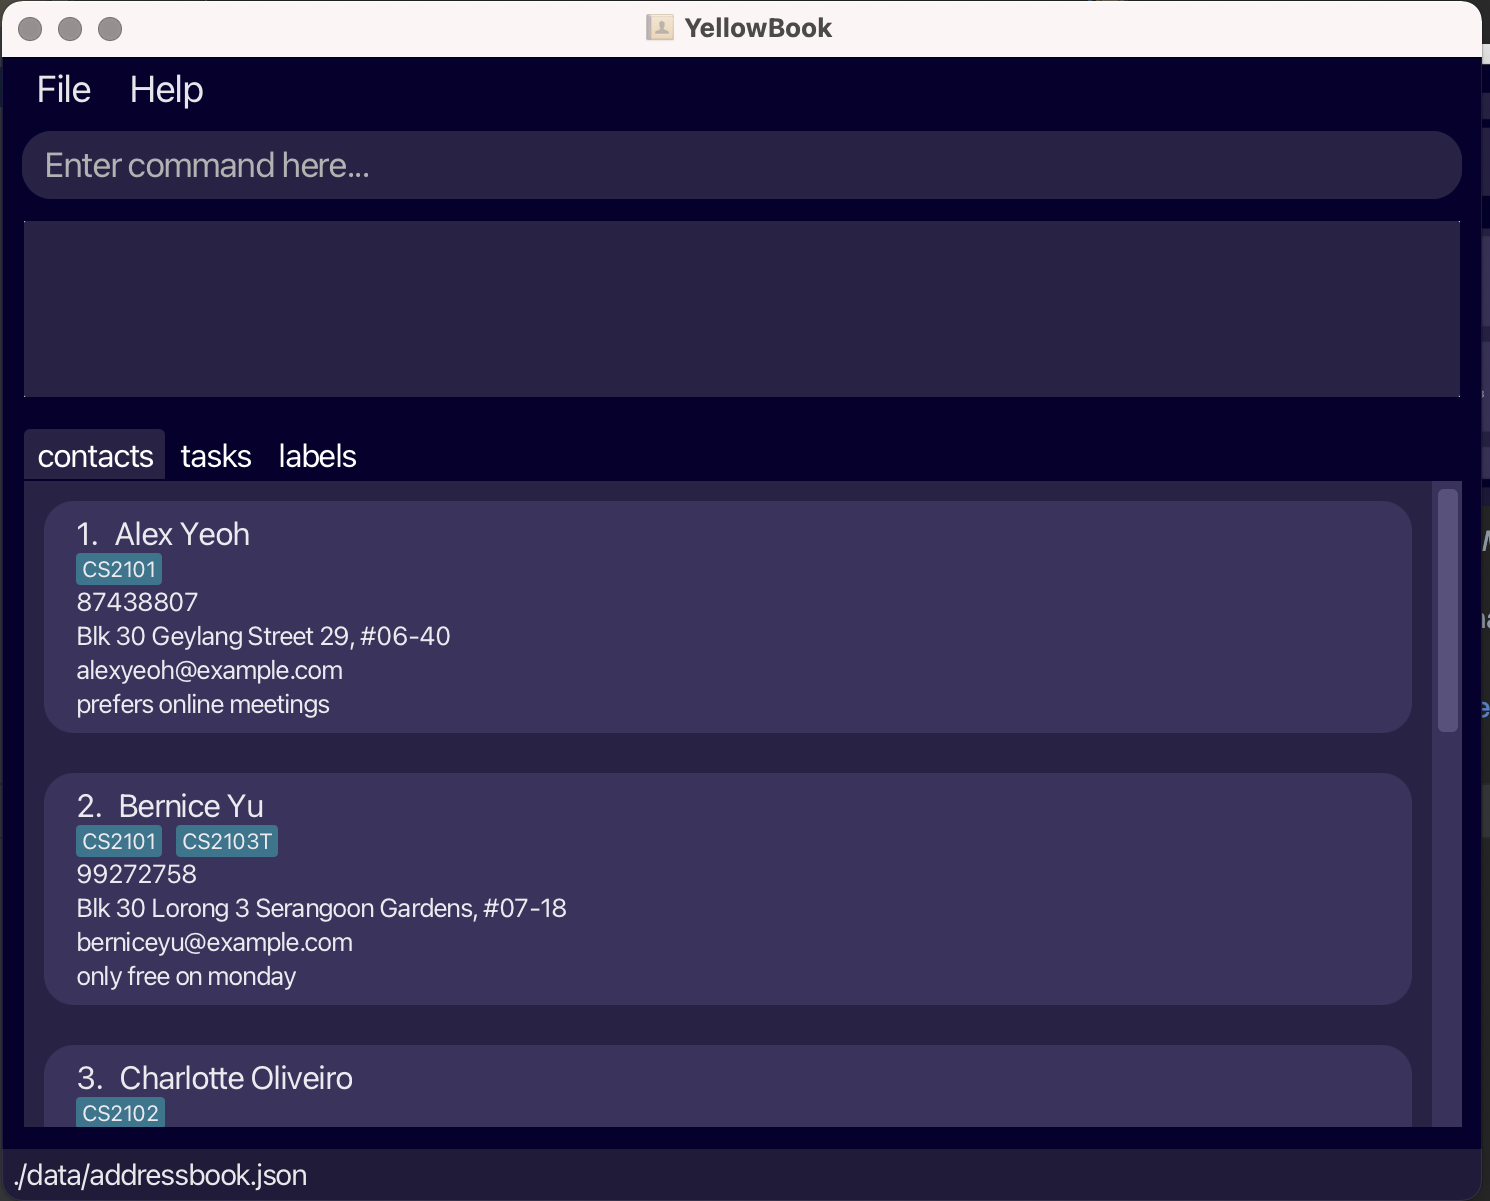 YellowBook
File Help
Enter command here...
contacts tasks labels
1. Alex Yeoh
CS2101
87438807
Blk 30 Geylang Street 29, #06-40
alexyeoh@example.com
prefers online meetings
2. Bernice Yu
CS2101 CS2103T
99272758
Blk 30 Lorong 3 Serangoon Gardens, #07-18
berniceyu@example.com
only free on monday
3. Charlotte Oliveiro
CS2102
./data/addressbook.json